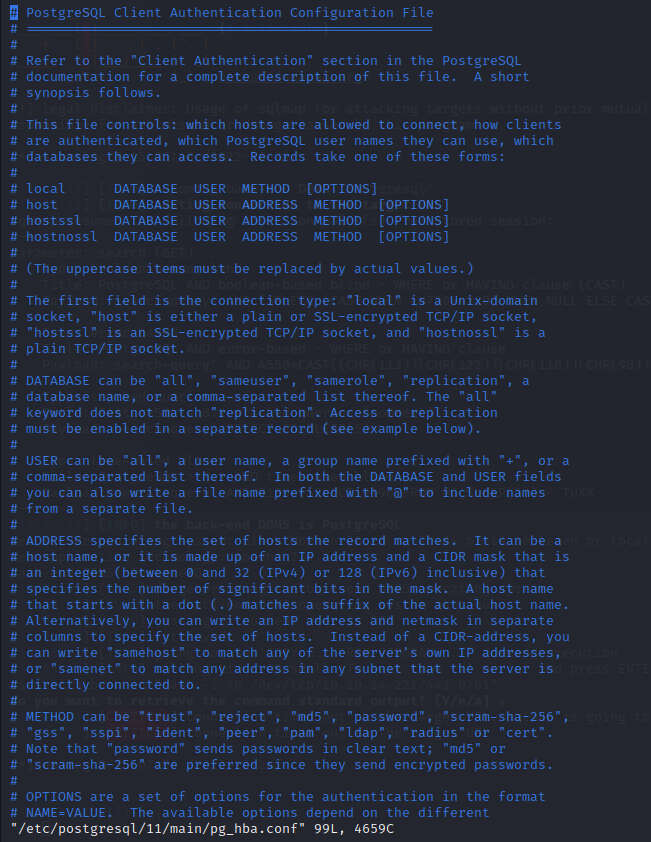 # PostgreSQL Client Authentication Configuration File
# ===================================================
#
# Refer to the "Client Authentication" section in the PostgreSQL
# documentation for a complete description of this file.  A short
# synopsis follows.
#
# This file controls: which hosts are allowed to connect, how clients
# are authenticated, which PostgreSQL user names they can use, which
# databases they can access.  Records take one of these forms:
#
# local      DATABASE  USER  METHOD  [OPTIONS]
# host       DATABASE  USER  ADDRESS  METHOD  [OPTIONS]
# hostssl    DATABASE  USER  ADDRESS  METHOD  [OPTIONS]
# hostnossl  DATABASE  USER  ADDRESS  METHOD  [OPTIONS]
#
# (The uppercase items must be replaced by actual values.)
#
# The first field is the connection type: "local" is a Unix-domain
# socket, "host" is either a plain or SSL-encrypted TCP/IP socket,
# "hostssl" is an SSL-encrypted TCP/IP socket, and "hostnossl" is a
# plain TCP/IP socket.
#
# DATABASE can be "all", "sameuser", "samerole", "replication", a
# database name, or a comma-separated list thereof. The "all"
# keyword does not match "replication". Access to replication
# must be enabled in a separate record (see example below).
#
# USER can be "all", a user name, a group name prefixed with "+", or a
# comma-separated list thereof.  In both the DATABASE and USER fields
# you can also write a file name prefixed with "@" to include names
# from a separate file.
#
# ADDRESS specifies the set of hosts the record matches.  It can be a
# host name, or it is made up of an IP address and a CIDR mask that is
# an integer (between 0 and 32 (IPv4) or 128 (IPv6) inclusive) that
# specifies the number of significant bits in the mask.  A host name
# that starts with a dot (.) matches a suffix of the actual host name.
# Alternatively, you can write an IP address and netmask in separate
# columns to specify the set of hosts.  Instead of a CIDR-address, you
# can write "samehost" to match any of the server's own IP addresses,
# or "samenet" to match any address in any subnet that the server is
# directly connected to.
#
# METHOD can be "trust", "reject", "md5", "password", "scram-sha-256",
# "gss", "sspi", "ident", "peer", "pam", "ldap", "radius" or "cert".
# Note that "password" sends passwords in clear text; "md5" or
# "scram-sha-256" are preferred since they send encrypted passwords.
#
# OPTIONS are a set of options for the authentication in the format
# NAME=VALUE.  The available options depend on the different
"/etc/postgresql/11/main/pg_hba.conf" 99L, 4659C